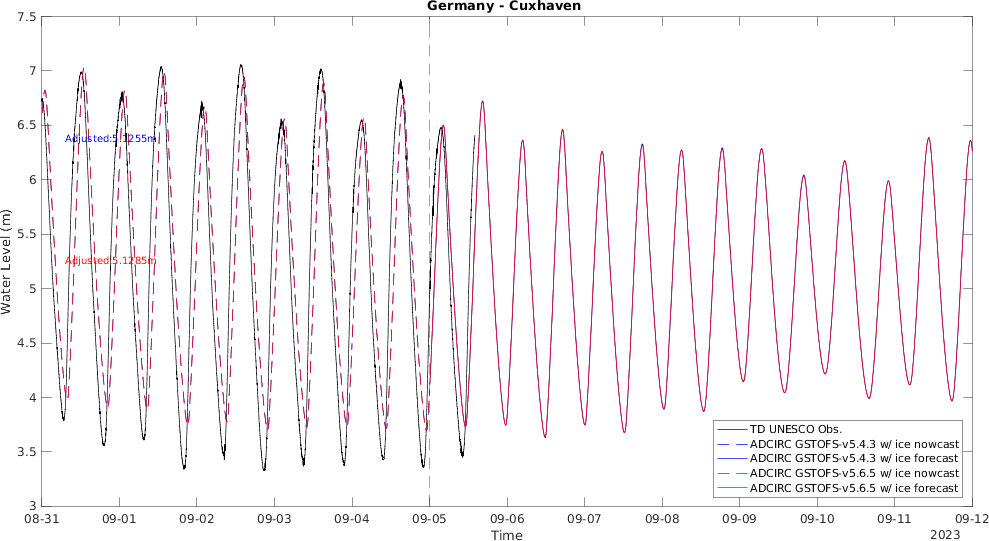 Germany - Cuxhaven
7.5
7
6.5
6
5.5
5
4.5
4
3.5
3
Water Level (m)
Adjusted:5.1255m
Adjusted:5.1285m
TD UNESCO Obs.
ADCIRC GSTOFS-v5.4.3 w/ ice nowcast
ADCIRC GSTOFS-v5.4.3 w/ ice forecast
ADCIRC GSTOFS-v5.6.5 w/ ice nowcast
ADCIRC GSTOFS-v5.6.5 w/ ice forecast
08-31 09-01 09-02 09-03 09-04 09-05 09-06 09-07 09-08 09-09 09-10 09-11 09-12
Time
2023